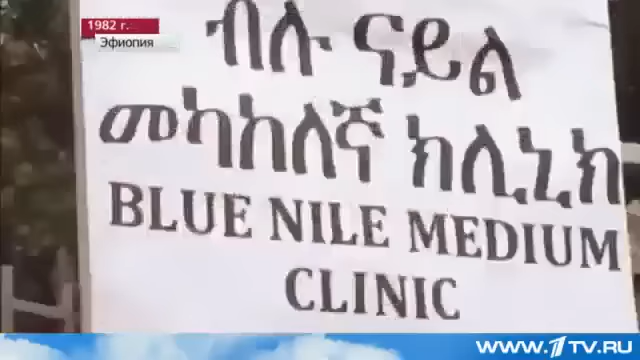 1982 г.
Эфиопия
ብሉ ናይል
መካከለኛ ክሊኒክ
BLUE NILE MEDIUM
CLINIC
WWW.1TV.RU